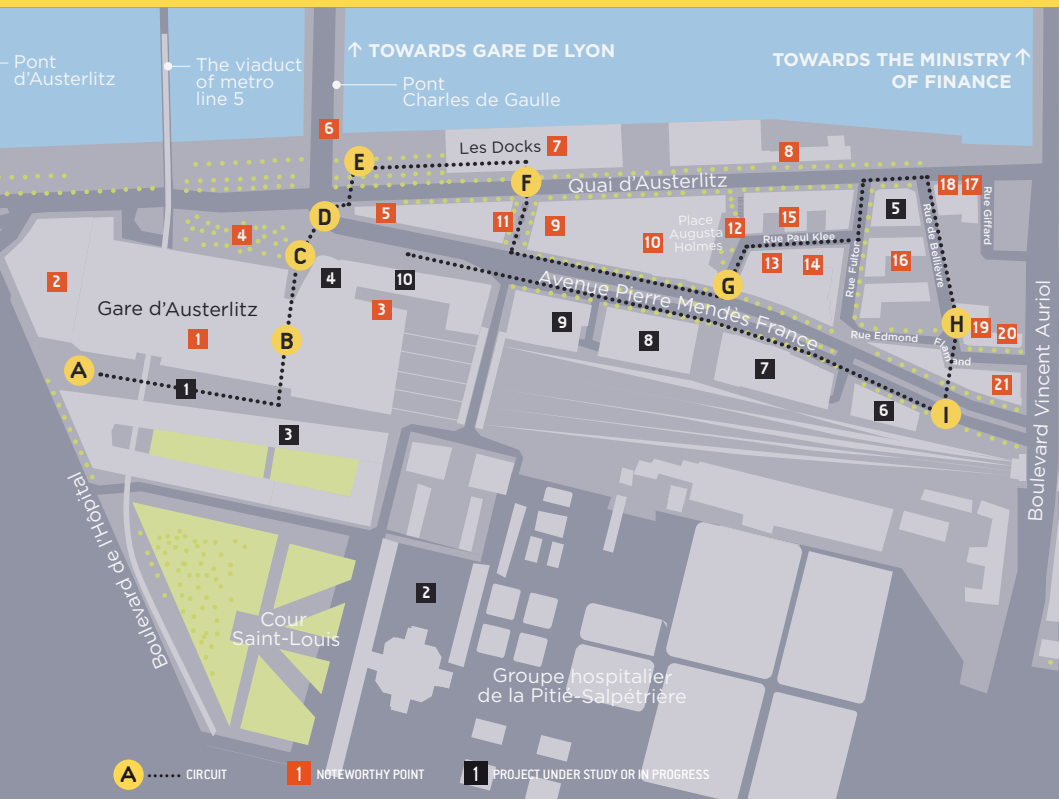 Pont
d'Austerlitz
The viaduct
of metro
line 5
↑ TOWARDS GARE DE LYON
Pont
Charles de Gaulle
TOWARDS THE MINISTRY ↑
OF FINANCE
6
E
Les Docks 7
8
F
Quai d'Austerlitz
D
5
11
9
4
C
10
Place
Augusta
Holmes
12
15
Rue Paul Klee
13
14
Rue Fulton
5
16
Rue de Bellièvre
18
17
Rue Giffard
2
Gare d'Austerlitz
1
4
10
3
B
G
Avenue Pierre Mendès France
9
8
7
6
Rue Edmond
Flamand
H
19
20
21
I
Boulevard Vincent Auriol
A
1
3
Boulevard de l'Hôpital
2
Cour
Saint-Louis
Groupe hospitalier
de la Pitié-Salpétrière
A CIRCUIT
1 NOTEWORTHY POINT
1 PROJECT UNDER STUDY OR IN PROGRESS